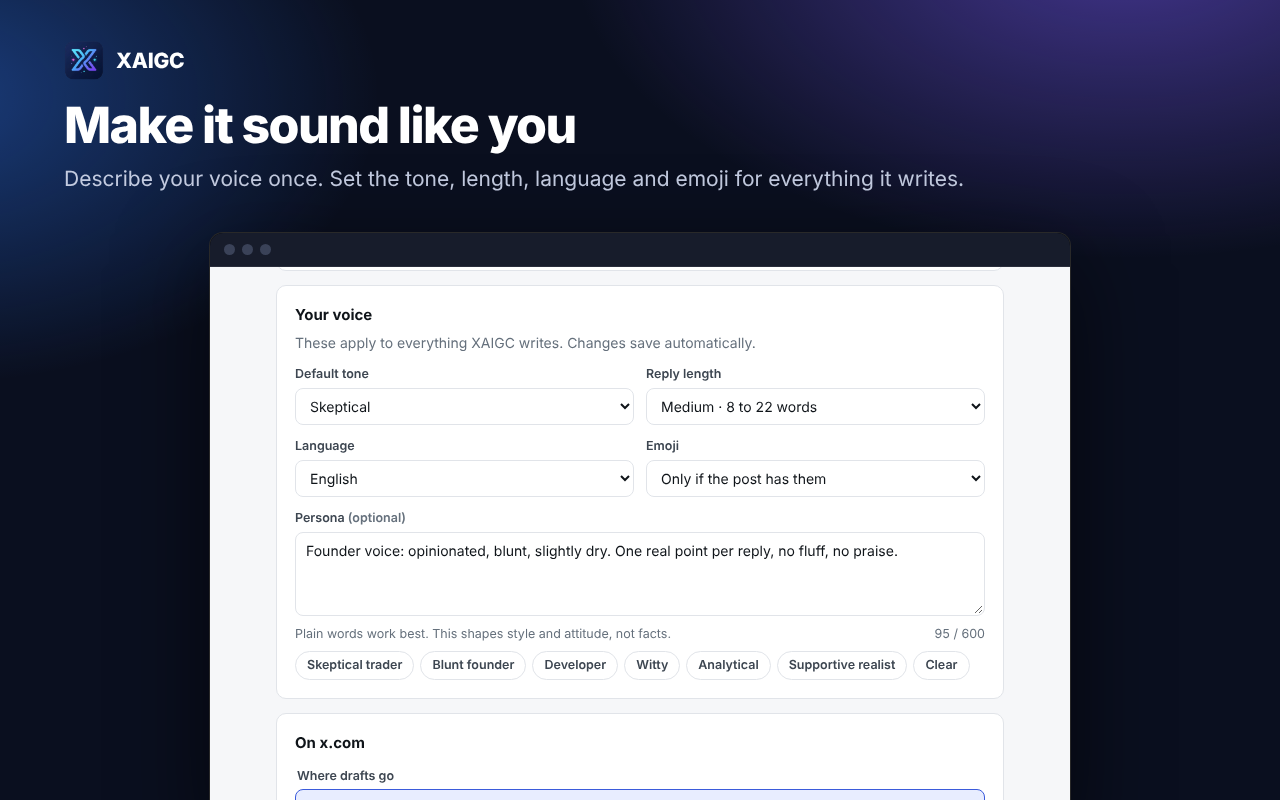 XAIGC
Make it sound like you
Describe your voice once. Set the tone, length, language and emoji for everything it writes.
Your voice
These apply to everything XAIGC writes. Changes save automatically.
Default tone
Reply length
Skeptical
Medium · 8 to 22 words
Language
Emoji
English
Only if the post has them
Persona (optional)
Founder voice: opinionated, blunt, slightly dry. One real point per reply, no fluff, no praise.
Plain words work best. This shapes style and attitude, not facts.
95 / 600
Skeptical trader
Blunt founder
Developer
Witty
Analytical
Supportive realist
Clear
On x.com
Where drafts go